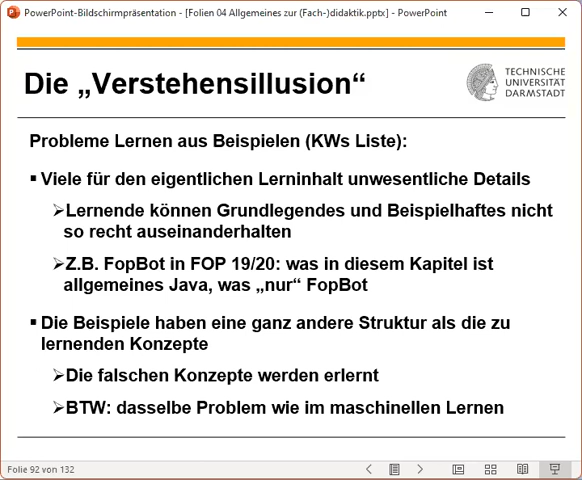 PowerPoint-Bildschirmpräsentation - [Folien 04 Allgemeines zur (Fach-)didaktik.pptx] - PowerPoint
Die „Verstehensillusion“
TECHNISCHE
UNIVERSITÄT
DARMSTADT
Probleme Lernen aus Beispielen (KWs Liste):
▪ Viele für den eigentlichen Lerninhalt unwesentliche Details
➢Lernende können Grundlegendes und Beispielhaftes nicht
so recht auseinanderhalten
➢Z.B. FopBot in FOP 19/20: was in diesem Kapitel ist
allgemeines Java, was „nur“ FopBot
▪ Die Beispiele haben eine ganz andere Struktur als die zu
lernenden Konzepte
➢Die falschen Konzepte werden erlernt
➢BTW: dasselbe Problem wie im maschinellen Lernen
Folie 92 von 132